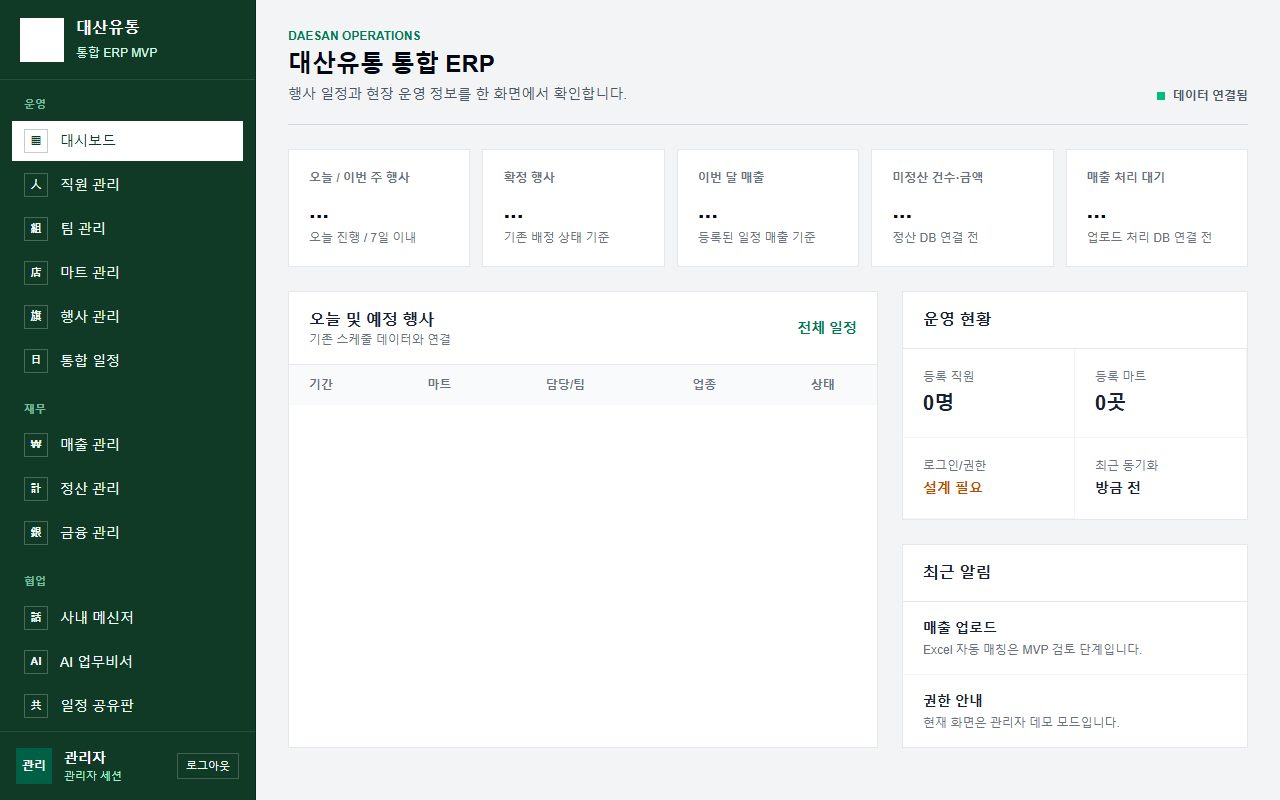 대산유통
통합 ERP MVP
운영
▦ 대시보드
人 직원 관리
組 팀 관리
店 마트 관리
旗 행사 관리
日 통합 일정
재무
₩ 매출 관리
計 정산 관리
銀 금융 관리
협업
話 사내 메신저
AI AI 업무비서
共 일정 공유판
관리 관리자
관리자 세션
로그아웃
DAESAN OPERATIONS
대산유통 통합 ERP
행사 일정과 현장 운영 정보를 한 화면에서 확인합니다.
데이터 연결됨
오늘 / 이번 주 행사
...
오늘 진행 / 7일 이내
확정 행사
...
기존 배정 상태 기준
이번 달 매출
...
등록된 일정 매출 기준
미정산 건수·금액
...
정산 DB 연결 전
매출 처리 대기
...
업로드 처리 DB 연결 전
오늘 및 예정 행사
기존 스케줄 데이터와 연결
전체 일정
기간 마트 담당/팀 업종 상태
운영 현황
등록 직원
0명
등록 마트
0곳
로그인/권한
설계 필요
최근 동기화
방금 전
최근 알림
매출 업로드
Excel 자동 매칭은 MVP 검토 단계입니다.
권한 안내
현재 화면은 관리자 데모 모드입니다.